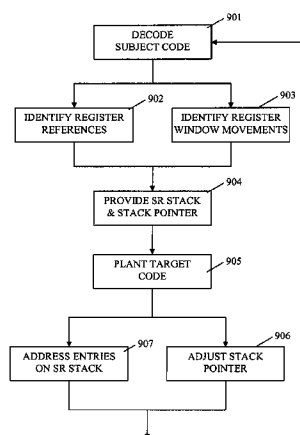 901
DECODE
SUBJECT CODE
902
IDENTIFY REGISTER
REFERENCES
903
IDENTIFY REGISTER
WINDOW MOVEMENTS
904
PROVIDE SR STACK
& STACK POINTER
905
PLANT TARGET
CODE
907
ADDRESS ENTRIES
ON SR STACK
906
ADJUST STACK
POINTER